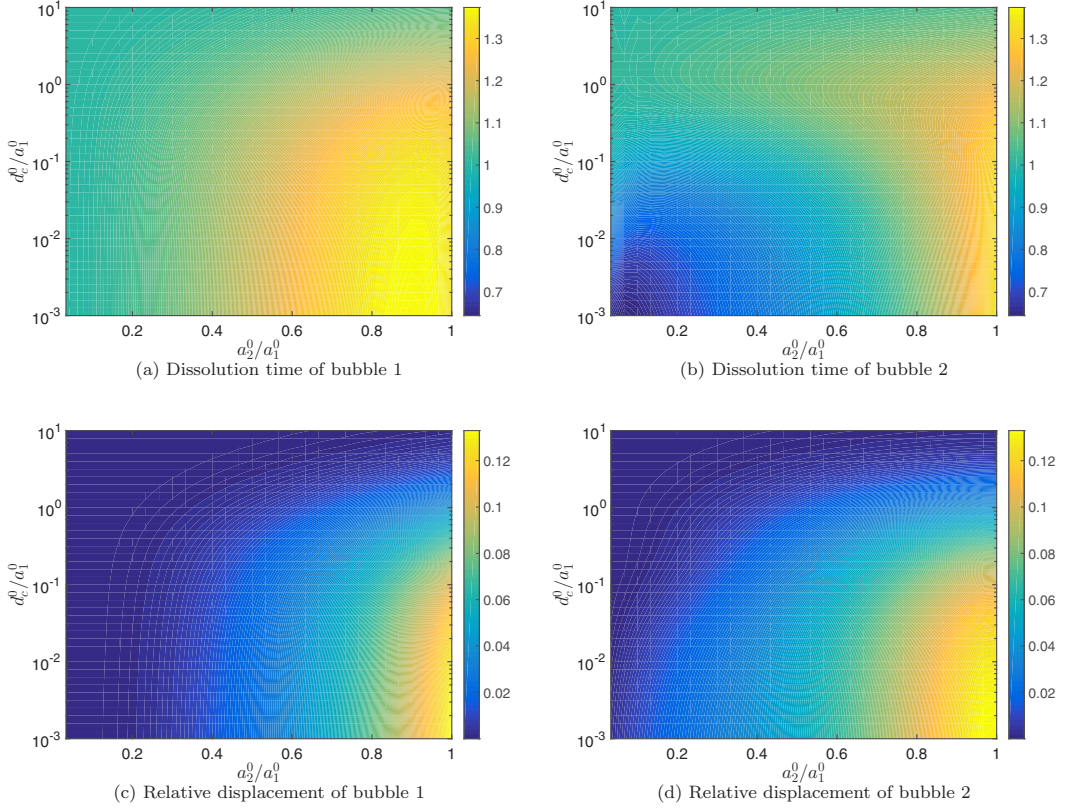 10^1
10^0
10^-1
10^-2
10^-3
d_c^0/a_1^0
0.2 0.4 0.6 0.8 1
a_2^0/a_1^0
1.3
1.2
1.1
1
0.9
0.8
0.7
(a) Dissolution time of bubble 1
10^1
10^0
10^-1
10^-2
10^-3
d_c^0/a_1^0
0.2 0.4 0.6 0.8 1
a_2^0/a_1^0
1.3
1.2
1.1
1
0.9
0.8
0.7
(b) Dissolution time of bubble 2
10^1
10^0
10^-1
10^-2
10^-3
d_c^0/a_1^0
0.2 0.4 0.6 0.8 1
a_2^0/a_1^0
0.12
0.1
0.08
0.06
0.04
0.02
(c) Relative displacement of bubble 1
10^1
10^0
10^-1
10^-2
10^-3
d_c^0/a_1^0
0.2 0.4 0.6 0.8 1
a_2^0/a_1^0
0.12
0.1
0.08
0.06
0.04
0.02
(d) Relative displacement of bubble 2